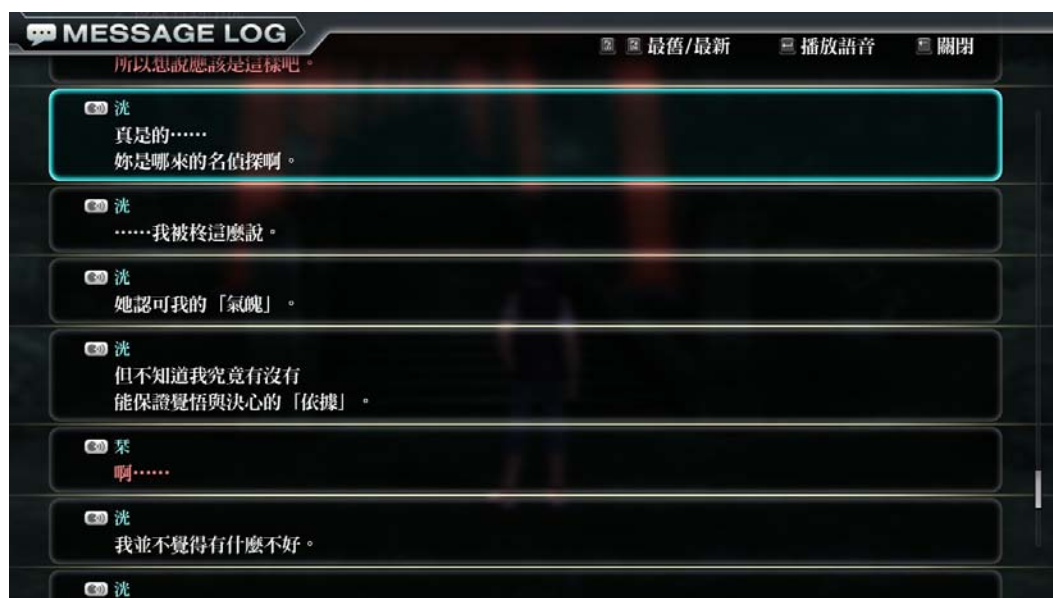 MESSAGE LOG
最舊/最新
播放語音
關閉
所以想說應該是這樣吧。
洸
真是的……
妳是哪來的名偵探啊。
洸
……我被柊這麼說。
洸
她認可我的「氣魄」。
洸
但不知道我究竟有沒有
能保證覺悟與決心的「依據」。
栞
啊……
洸
我並不覺得有什麼不好。
洸